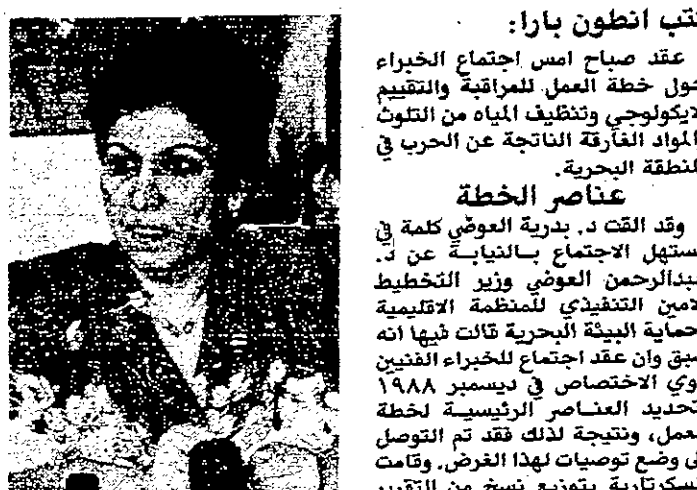 كتب انطون بارا:
عقد صباح امس اجتماع الخبراء
حول خطة العمل للمراقبة والتقييم
الايكولوجي وتنظيف المياه من التلوث
والمواد الغارقة الناتجة عن الحرب في
المنطقة البحرية.
عناصر الخطة
وقد القت د. بدرية العوضي كلمة في
مستهل الاجتماع بالنيابة عن د.
عبدالرحمن العوضي وزير التخطيط
الامين التنفيذي للمنظمة الاقليمية
لحماية البيئة البحرية قالت فيها انه
سبق وان عقد اجتماع للخبراء الفنيين
ذوي الاختصاص في ديسمبر ١٩٨٨
لتحديد العناصر الرئيسية لخطة
العمل، ونتيجة لذلك فقد تم التوصل
الى وضع توصيات لهذا الغرض. وقامت
السكرتارية بتوزيع نسخ من التقرير